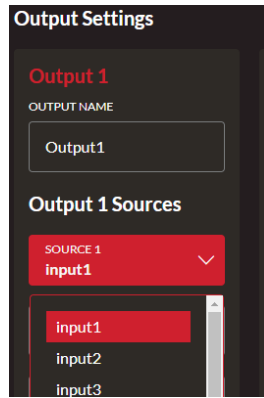 Output Settings
Output 1
OUTPUT NAME
Output1
Output 1 Sources
SOURCE 1
input1
input1
input2
input3